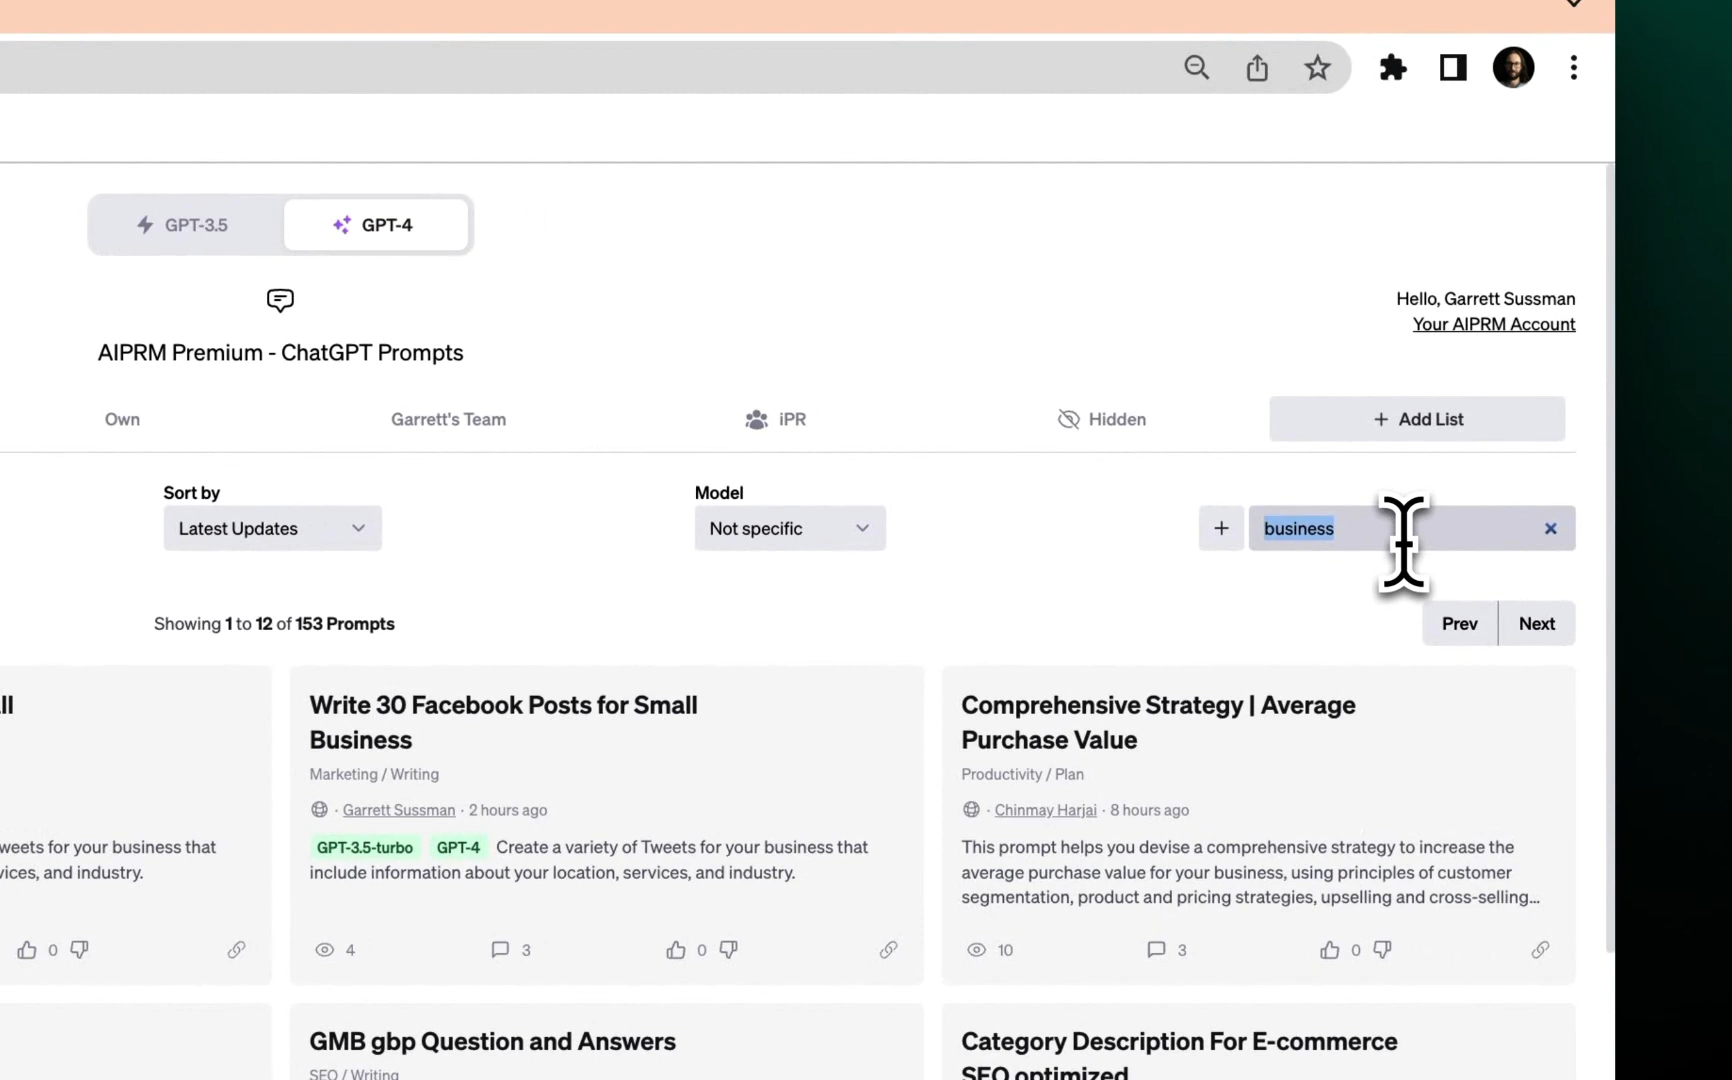 GPT-3.5
GPT-4
Hello, Garrett Sussman
Your AIPRM Account
AIPRM Premium - ChatGPT Prompts
Own
Garrett's Team
iPR
Hidden
+ Add List
Sort by
Latest Updates
Model
Not specific
+
business
Showing 1 to 12 of 153 Prompts
Prev
Next
ll
weets for your business that
vices, and industry.
0
Write 30 Facebook Posts for Small
Business
Marketing / Writing
· Garrett Sussman · 2 hours ago
GPT-3.5-turbo GPT-4 Create a variety of Tweets for your business that
include information about your location, services, and industry.
4
3
0
Comprehensive Strategy | Average
Purchase Value
Productivity / Plan
· Chinmay Harjai · 8 hours ago
This prompt helps you devise a comprehensive strategy to increase the
average purchase value for your business, using principles of customer
segmentation, product and pricing strategies, upselling and cross-selling...
10
3
0
GMB gbp Question and Answers
SEO / Writing
Category Description For E-commerce
SEO optimized